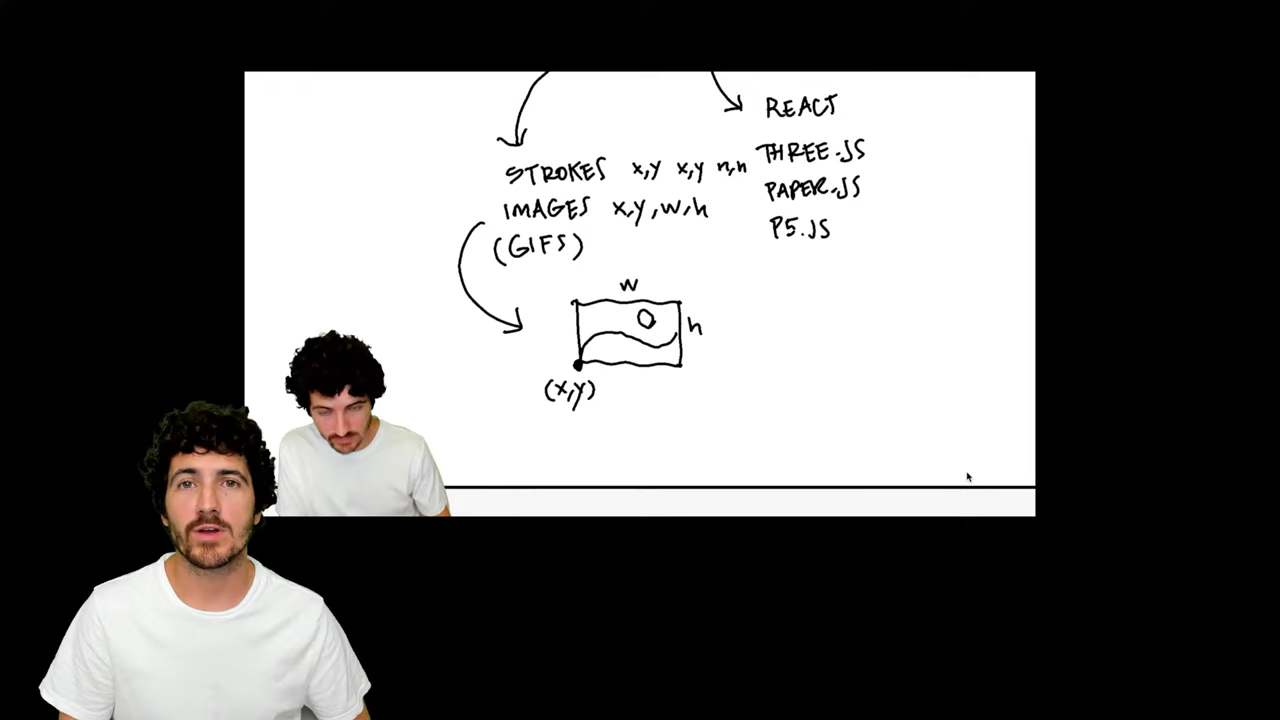 REACT
STROKES x,y x,y n,n
THREE.JS
IMAGES x,y,w,h
PAPER.JS
(GIFS)
P5.JS
w
h
(x,y)